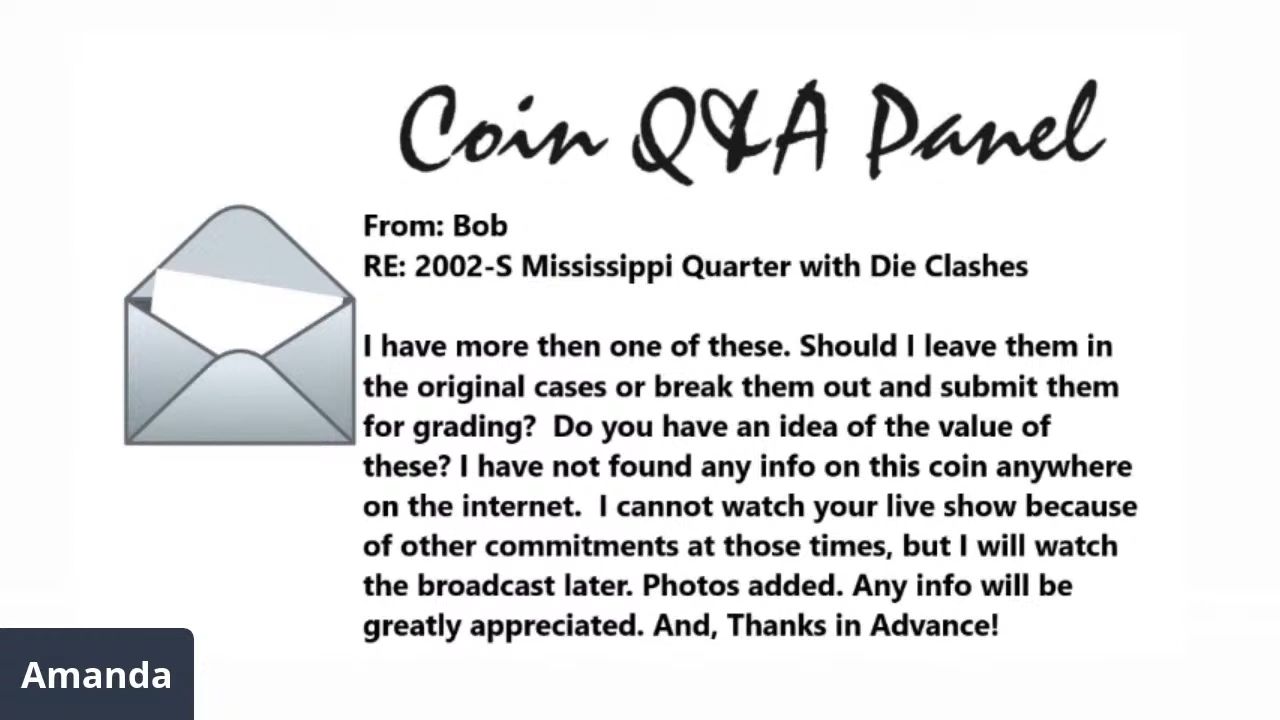 Coin Q&A Panel
From: Bob
RE: 2002-S Mississippi Quarter with Die Clashes
I have more then one of these. Should I leave them in
the original cases or break them out and submit them
for grading?  Do you have an idea of the value of
these? I have not found any info on this coin anywhere
on the internet.  I cannot watch your live show because
of other commitments at those times, but I will watch
the broadcast later. Photos added. Any info will be
greatly appreciated. And, Thanks in Advance!
Amanda